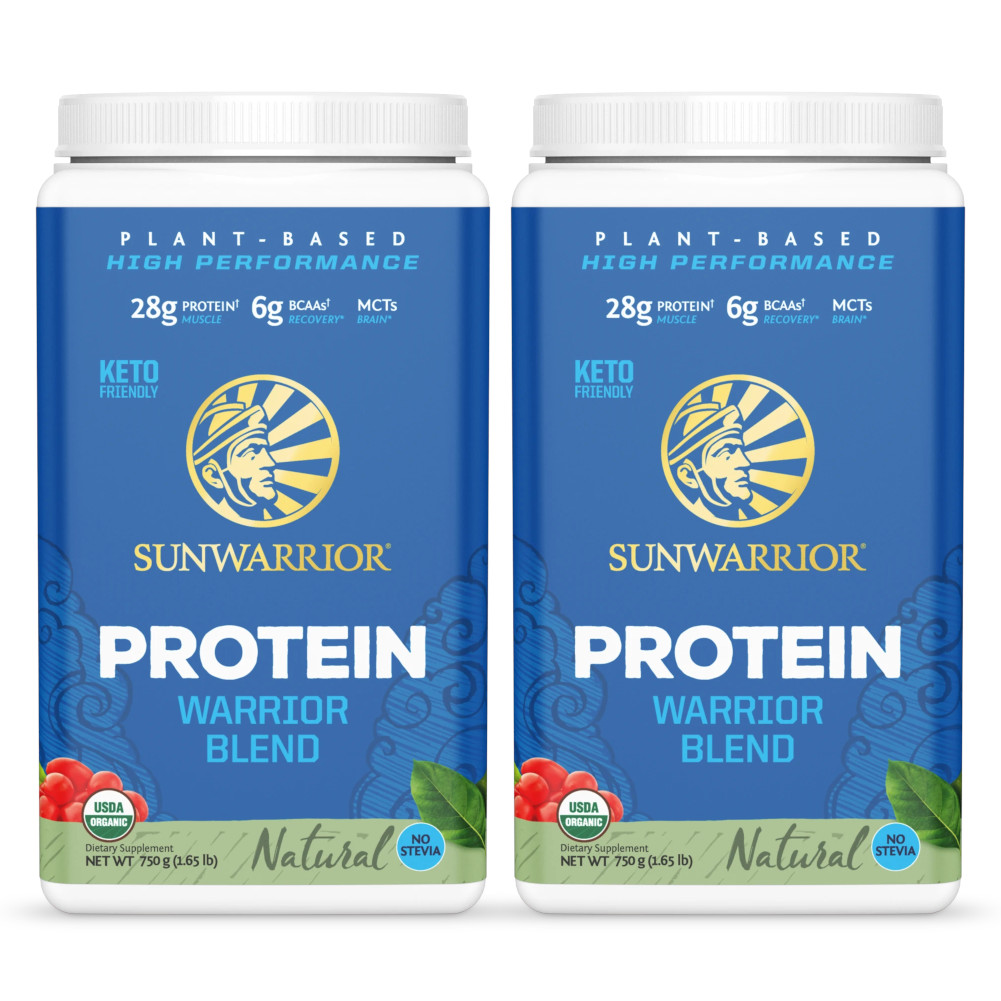 PLANT-BASED
HIGH PERFORMANCE
28g PROTEIN† 6g BCAAs† MCTs
MUSCLE RECOVERY* BRAIN*
KETO
FRIENDLY
SUNWARRIOR®
PROTEIN
WARRIOR
BLEND
USDA
ORGANIC
Dietary Supplement
NET WT 750 g (1.65 lb)
Natural
NO
STEVIA
PLANT-BASED
HIGH PERFORMANCE
28g PROTEIN† 6g BCAAs† MCTs
MUSCLE RECOVERY* BRAIN*
KETO
FRIENDLY
SUNWARRIOR®
PROTEIN
WARRIOR
BLEND
USDA
ORGANIC
Dietary Supplement
NET WT 750 g (1.65 lb)
Natural
NO
STEVIA